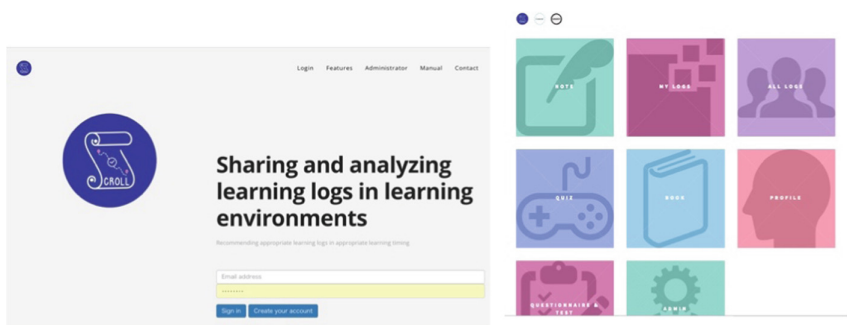 Login Features Administrator Manual Contact
SCROLL
Sharing and analyzing
learning logs in learning
environments
Recommending appropriate learning logs in appropriate learning timing
Email address
Sign in Create your account
NOTE MY LOGS ALL LOGS
QUIZ BOOK PROFILE
QUESTIONNAIRE & TEST
ADMIN